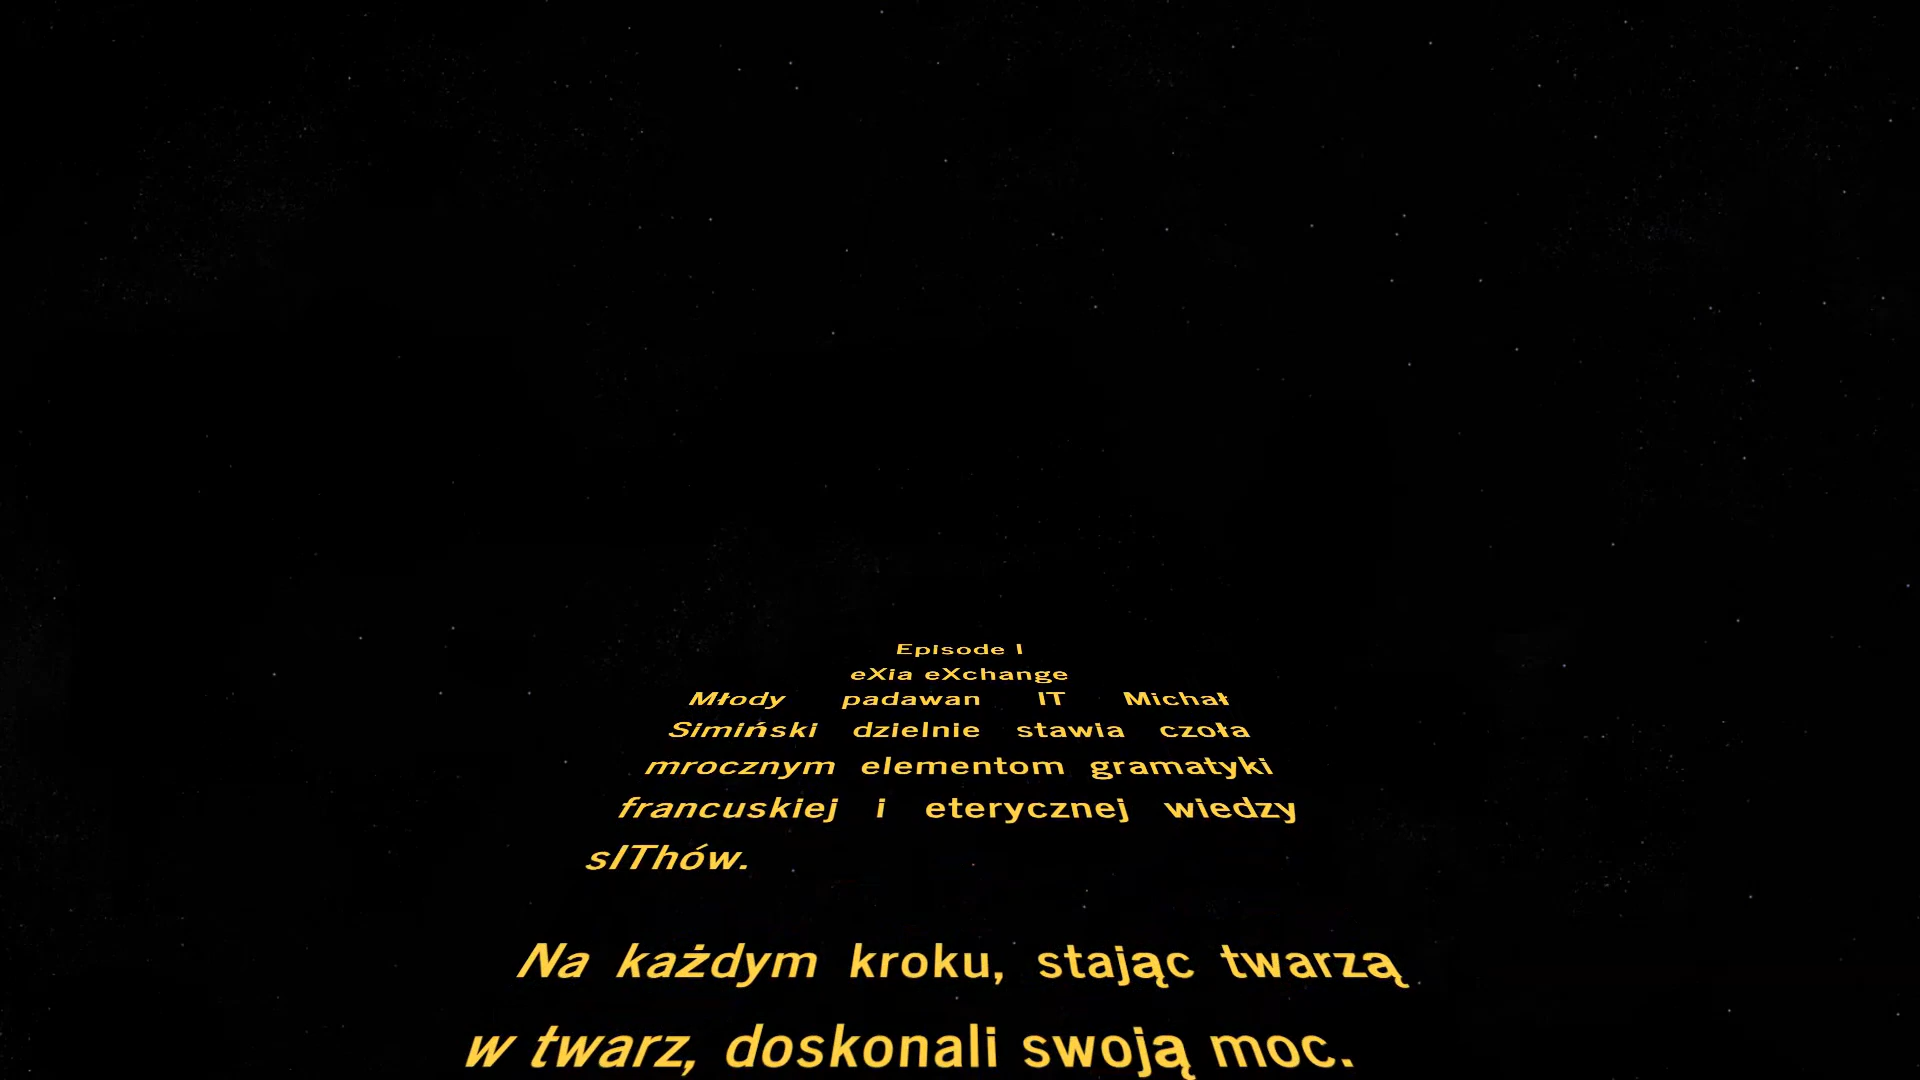 Episode I
eXia eXchange
Młody padawan IT Michał
Simiński dzielnie stawia czoła
mrocznym elementom gramatyki
francuskiej i eterycznej wiedzy
sIThów.
Na każdym kroku, stając twarzą
w twarz, doskonali swoją moc.